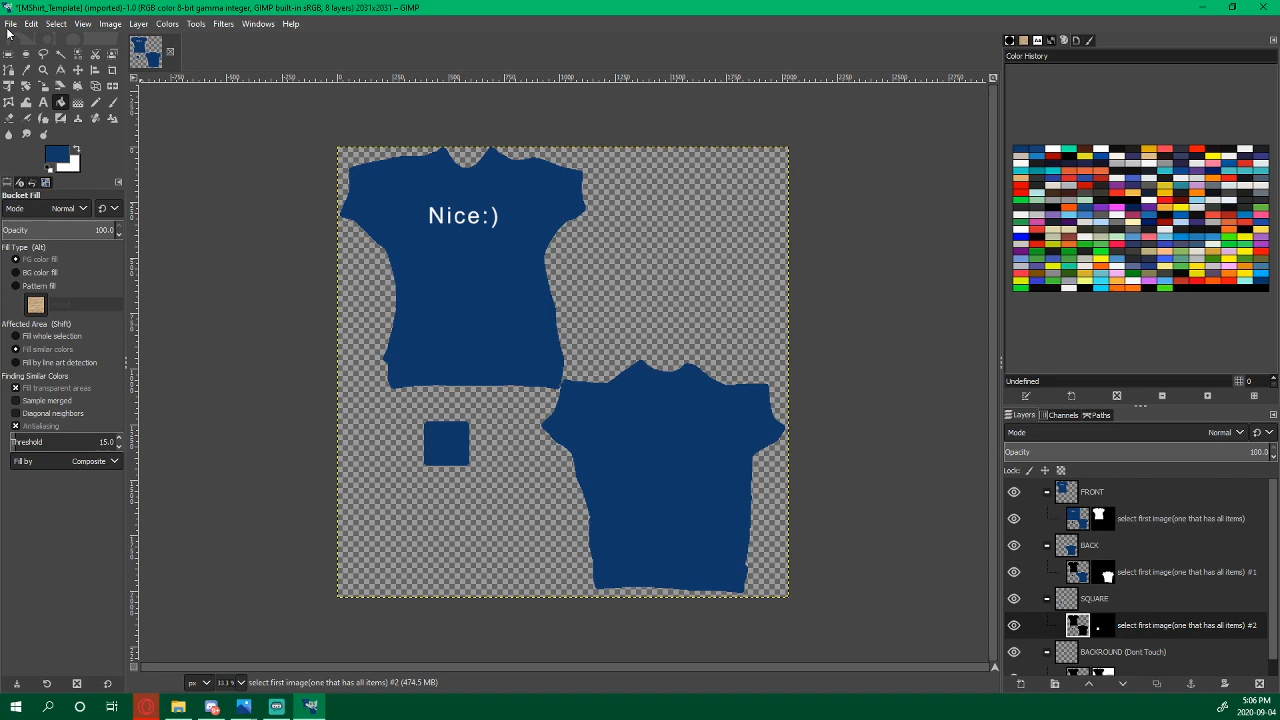 *[MShirt_Template] (imported)-1.0 (RGB color 8-bit gamma integer, GIMP built-in sRGB, 8 layers) 2031x2031 – GIMP
File Edit Select View Image Layer Colors Tools Filters Windows Help
Color History
Nice:)
Bucket Fill
Mode Normal
Opacity 100.0
Fill Type (Alt)
FG color fill
BG color fill
Pattern fill
Affected Area (Shift)
Fill whole selection
Fill similar colors
Fill by line art detection
Finding Similar Colors
Fill transparent areas
Sample merged
Diagonal neighbors
Antialiasing
Threshold 15.0
Fill by Composite
Undefined 0
Layers Channels Paths
Mode Normal
Opacity 100.0
Lock:
FRONT
select first image(one that has all items)
BACK
select first image(one that has all items) #1
SQUARE
select first image(one that has all items) #2
BACKROUND (Dont Touch)
px 33.3 select first image(one that has all items) #2 (474.5 MB)
5:06 PM
2020-09-04